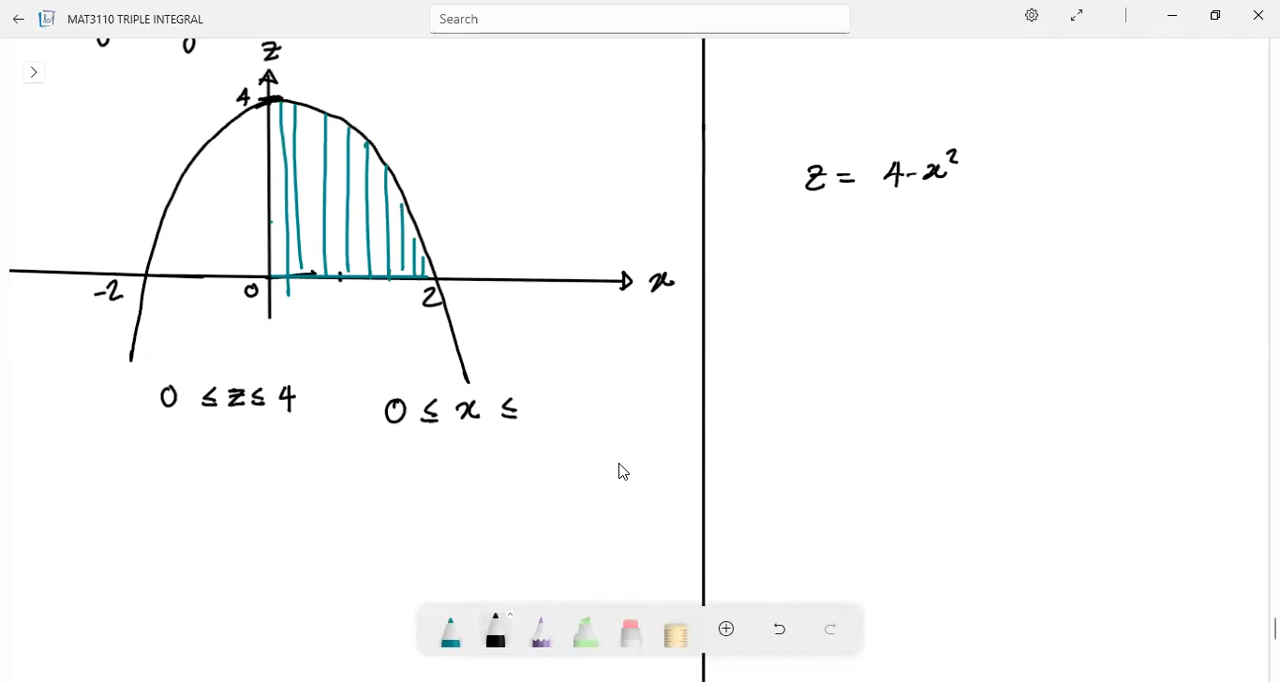 MAT3110 TRIPLE INTEGRAL
Search
z
4
-2
0
2
x
0 ≤ z ≤ 4
0 ≤ x ≤
z = 4-x²